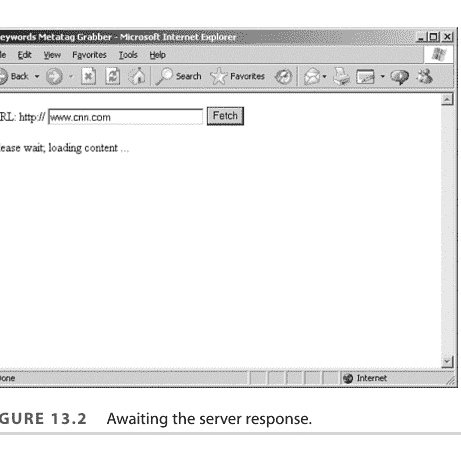 eywords Metatag Grabber - Microsoft Internet Explorer
le Edit View Favorites Tools Help
Back Search Favorites
RL: http:// www.cnn.com Fetch
ease wait, loading content ...
one Internet
GURE 13.2 Awaiting the server response.